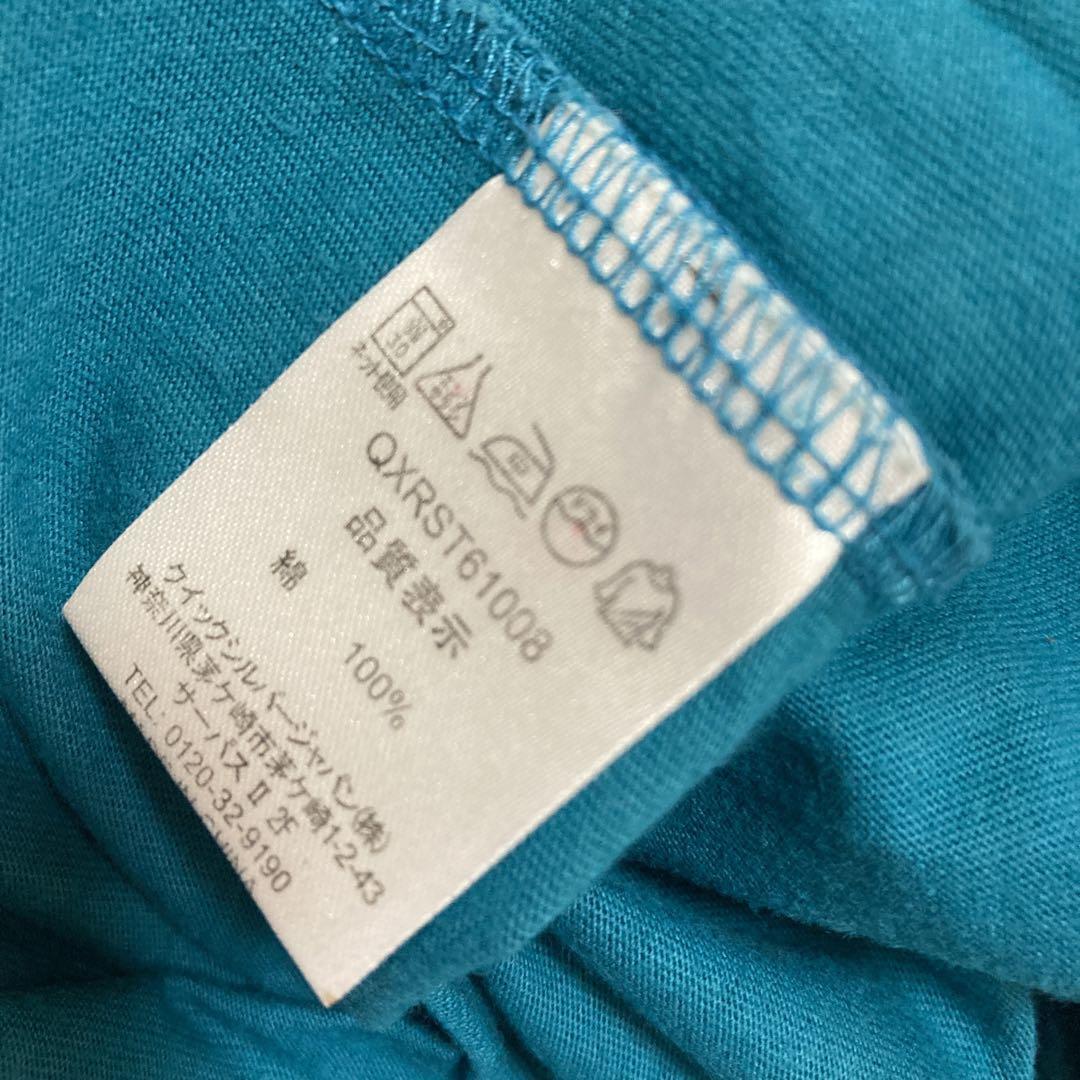 30
ネット使用
QXRST61008
品質表示
綿 100%
クイックシルバージャパン(株)
神奈川県茅ケ崎市茅ケ崎1-2-43
サーパスⅡ 2F
TEL. 0120-32-9190